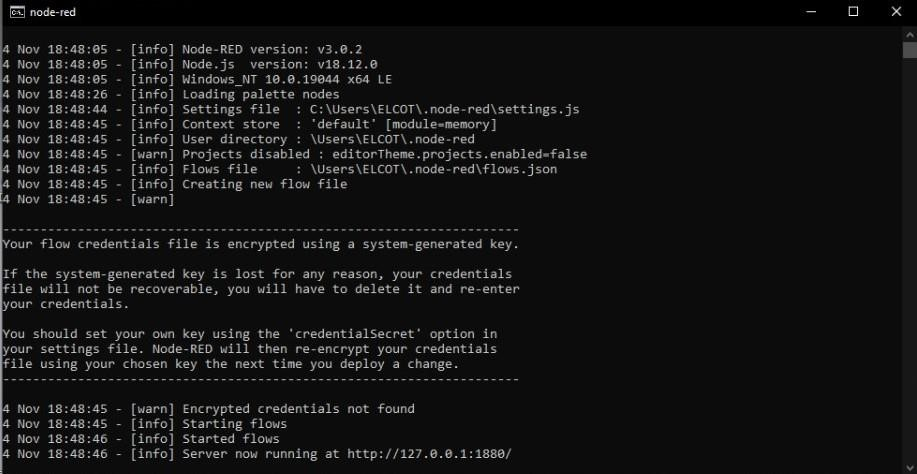 node-red
4 Nov 18:48:05 - [info] Node-RED version: v3.0.2
4 Nov 18:48:05 - [info] Node.js  version: v18.12.0
4 Nov 18:48:05 - [info] Windows_NT 10.0.19044 x64 LE
4 Nov 18:48:26 - [info] Loading palette nodes
4 Nov 18:48:44 - [info] Settings file  : C:\Users\ELCOT\.node-red\settings.js
4 Nov 18:48:45 - [info] Context store  : 'default' [module=memory]
4 Nov 18:48:45 - [info] User directory : \Users\ELCOT\.node-red
4 Nov 18:48:45 - [warn] Projects disabled : editorTheme.projects.enabled=false
4 Nov 18:48:45 - [info] Flows file     : \Users\ELCOT\.node-red\flows.json
4 Nov 18:48:45 - [info] Creating new flow file
4 Nov 18:48:45 - [warn]
---------------------------------------------------------------------
Your flow credentials file is encrypted using a system-generated key.
If the system-generated key is lost for any reason, your credentials
file will not be recoverable, you will have to delete it and re-enter
your credentials.
You should set your own key using the 'credentialSecret' option in
your settings file. Node-RED will then re-encrypt your credentials
file using your chosen key the next time you deploy a change.
---------------------------------------------------------------------
4 Nov 18:48:45 - [warn] Encrypted credentials not found
4 Nov 18:48:45 - [info] Starting flows
4 Nov 18:48:46 - [info] Started flows
4 Nov 18:48:46 - [info] Server now running at http://127.0.0.1:1880/